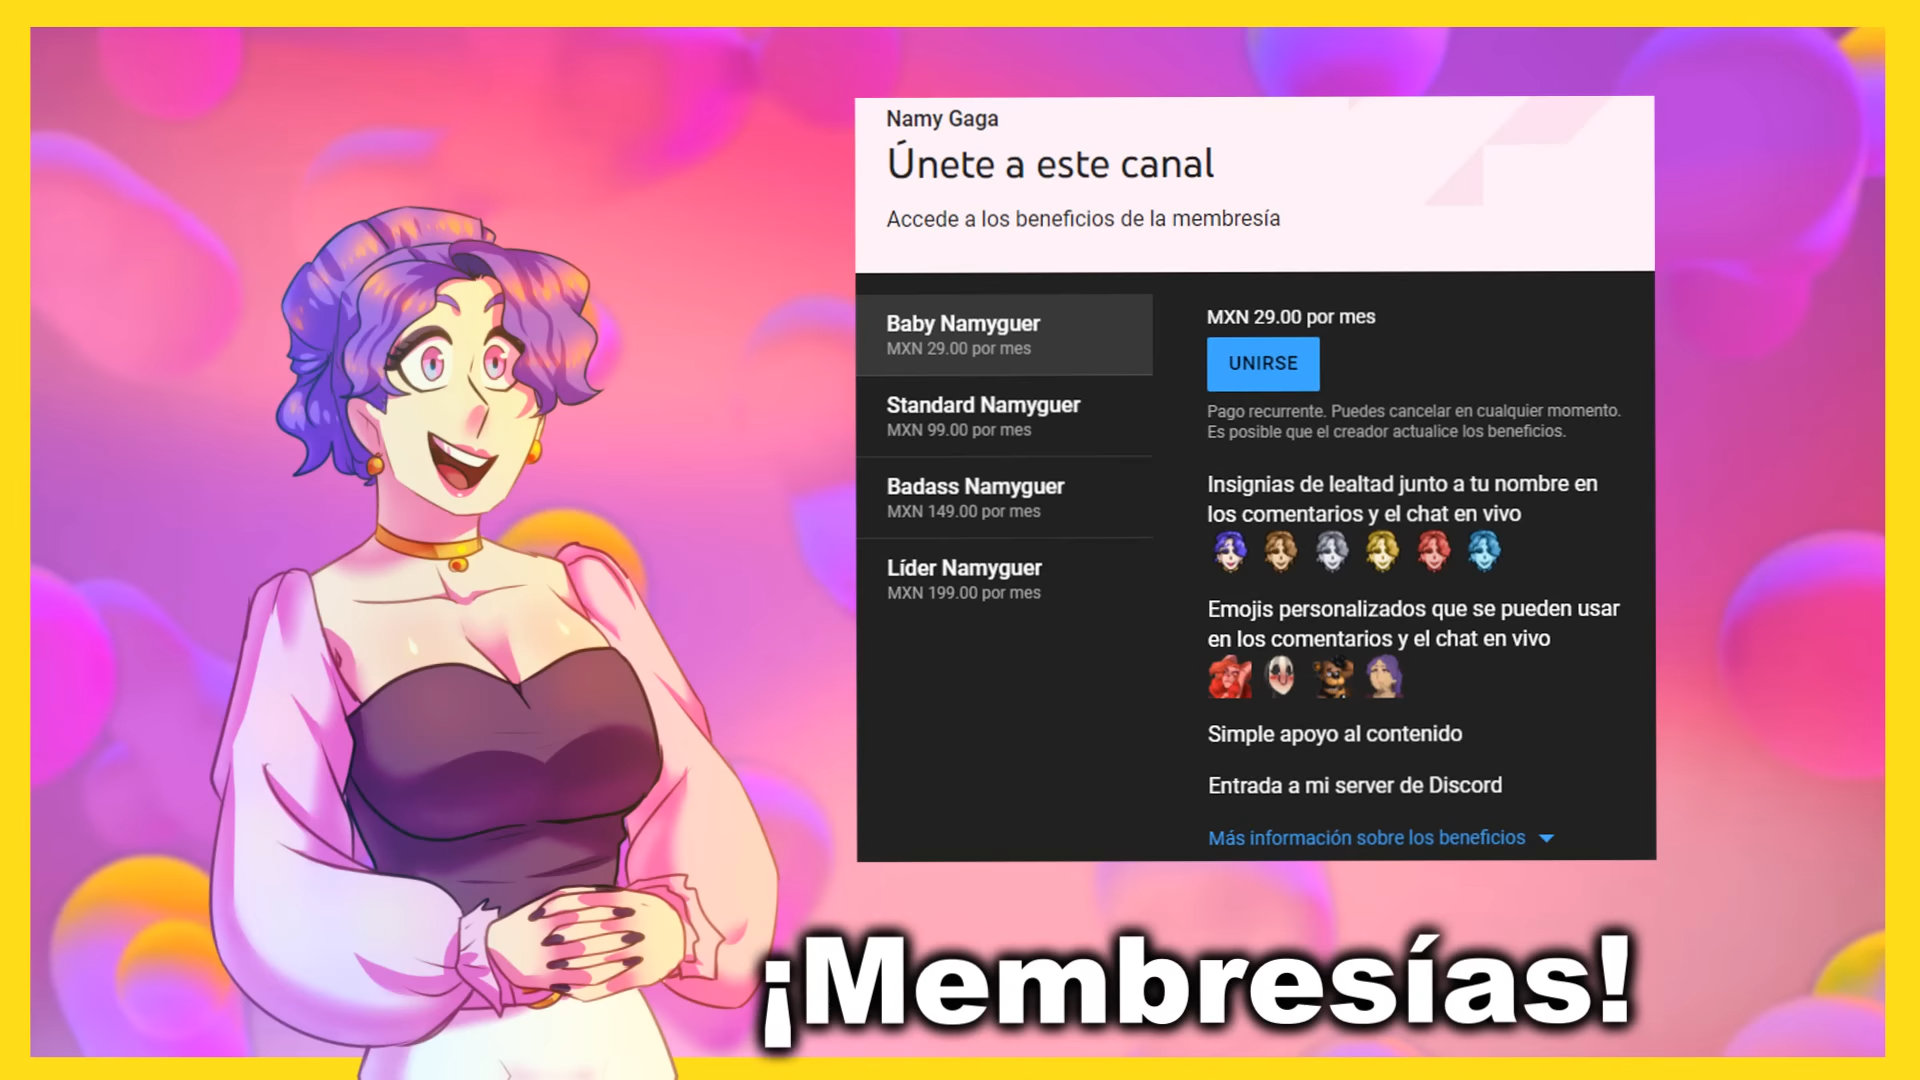 Namy Gaga
Únete a este canal
Accede a los beneficios de la membresía
Baby Namyguer
MXN 29.00 por mes
Standard Namyguer
MXN 99.00 por mes
Badass Namyguer
MXN 149.00 por mes
Líder Namyguer
MXN 199.00 por mes
MXN 29.00 por mes
UNIRSE
Pago recurrente. Puedes cancelar en cualquier momento.
Es posible que el creador actualice los beneficios.
Insignias de lealtad junto a tu nombre en
los comentarios y el chat en vivo
Emojis personalizados que se pueden usar
en los comentarios y el chat en vivo
Simple apoyo al contenido
Entrada a mi server de Discord
Más información sobre los beneficios
¡Membresías!